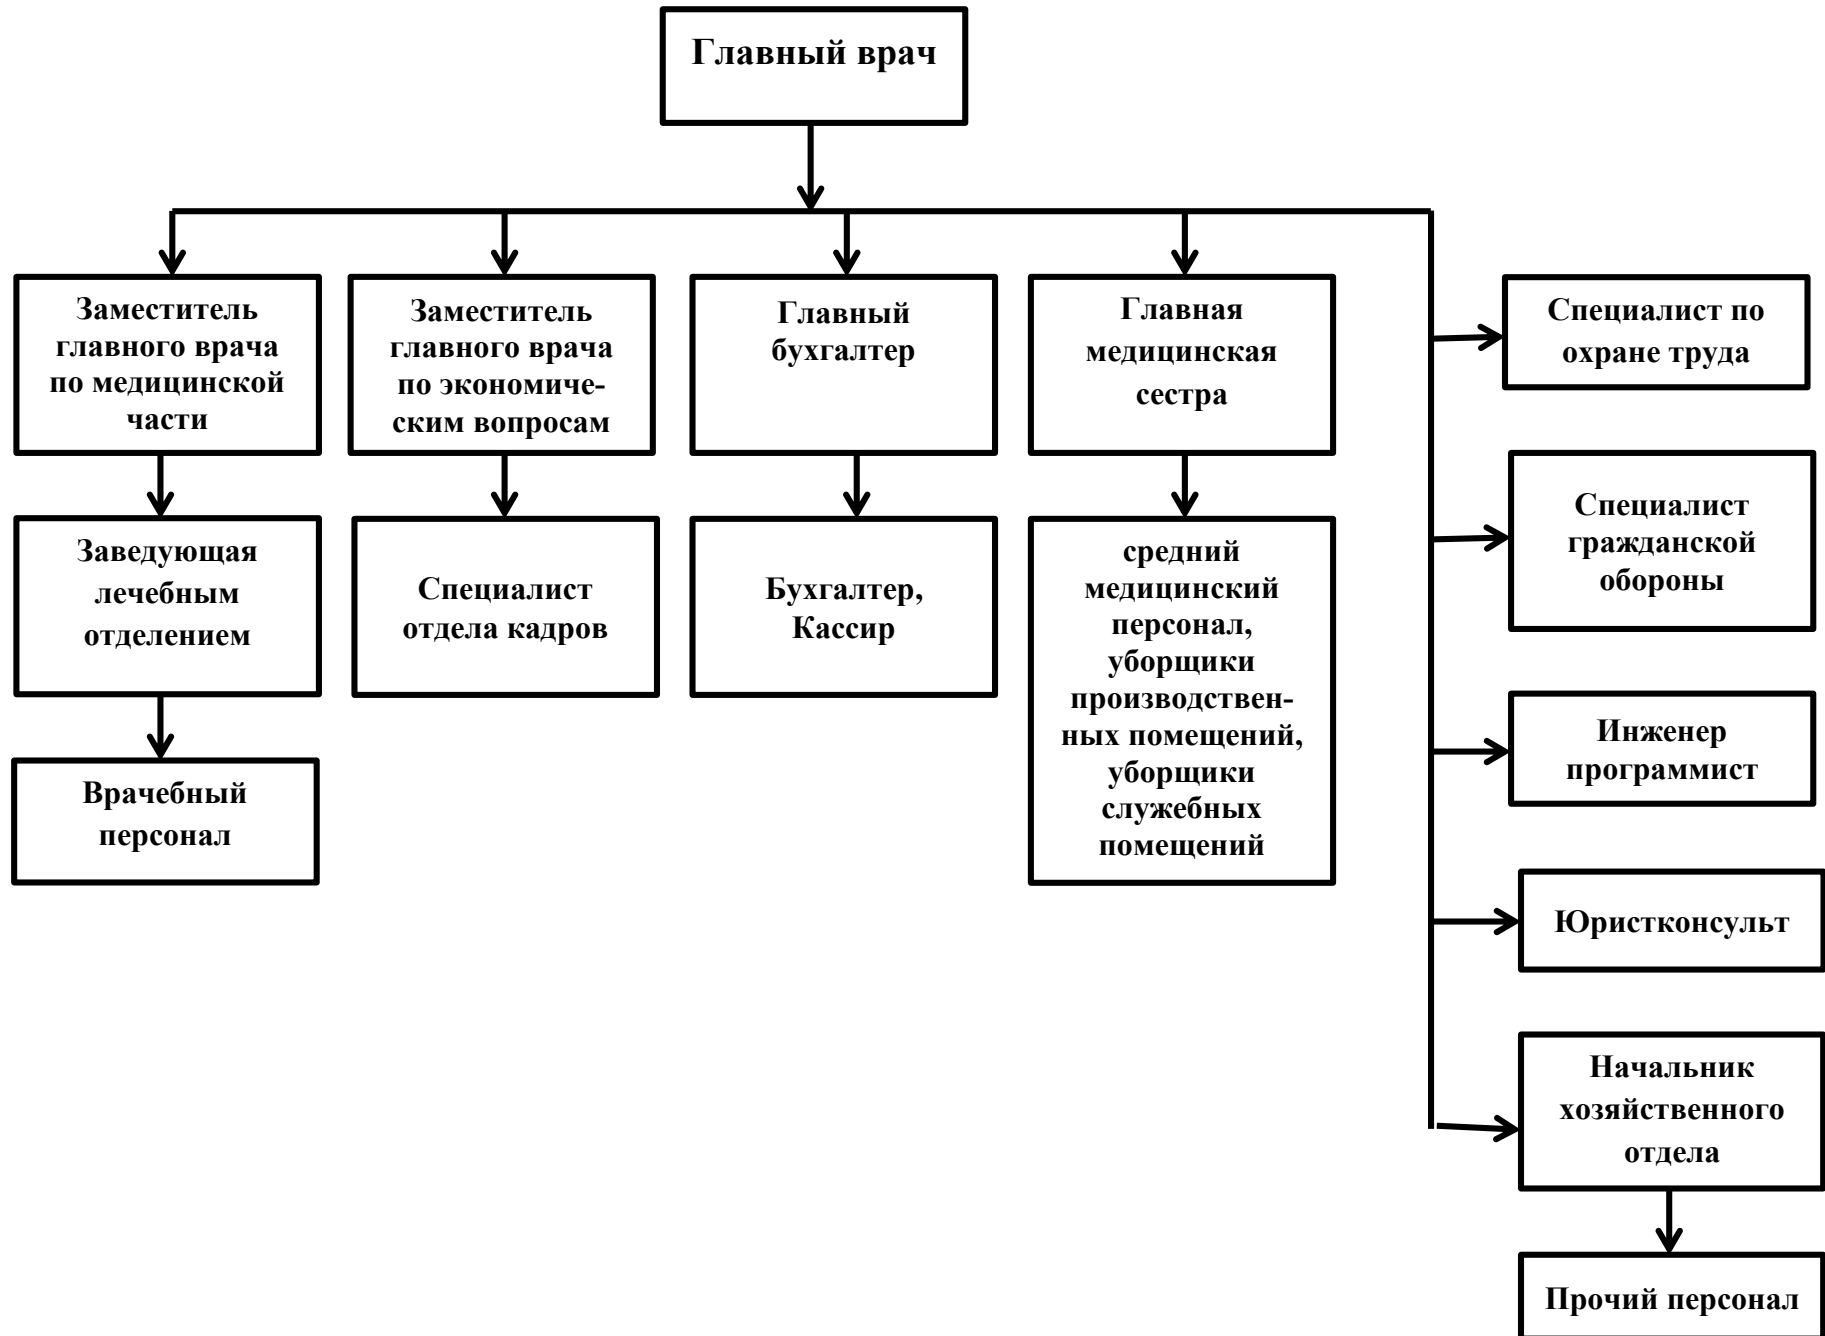 Главный врач
Заместитель
главного врача
по медицинской
части
Заместитель
главного врача
по экономиче-
ским вопросам
Главный
бухгалтер
Главная
медицинская
сестра
Специалист по
охране труда
Заведующая
лечебным
отделением
Специалист
отдела кадров
Бухгалтер,
Кассир
средний
медицинский
персонал,
уборщики
производствен-
ных помещений,
уборщики
служебных
помещений
Специалист
гражданской
обороны
Врачебный
персонал
Инженер
программист
Юристконсульт
Начальник
хозяйственного
отдела
Прочий персонал